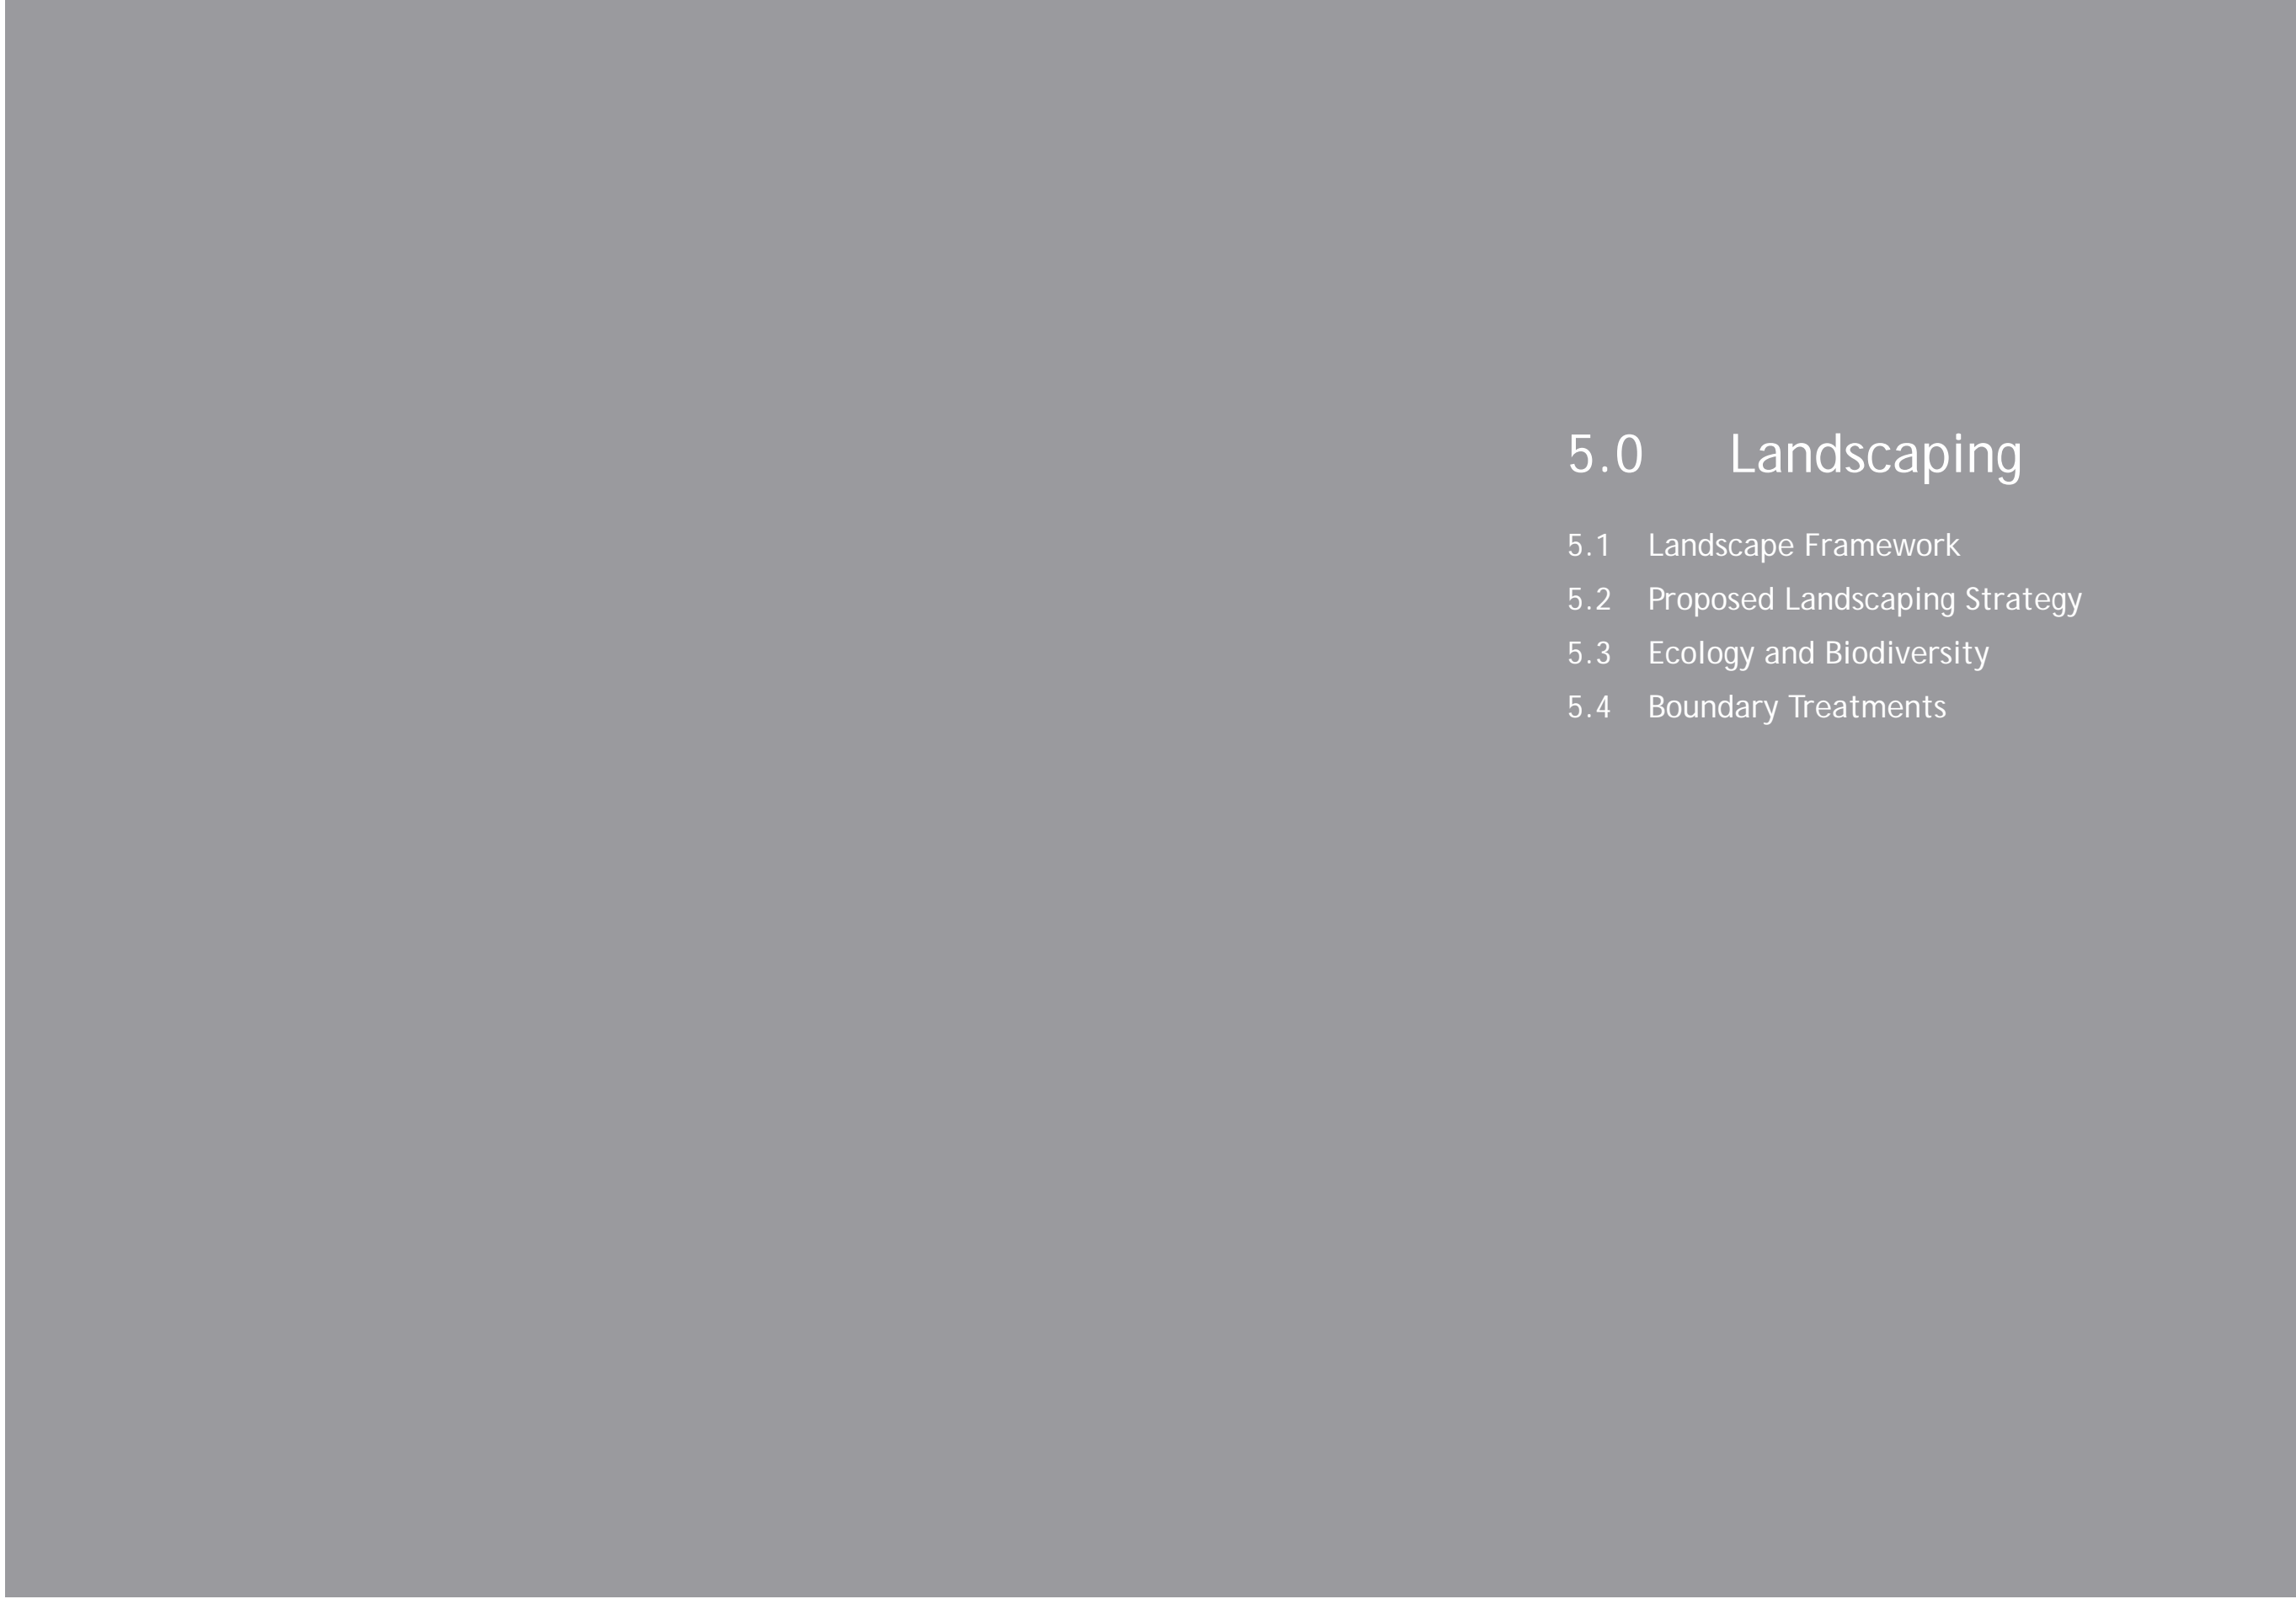 5.0 Landscaping
5.1 Landscape Framework
5.2 Proposed Landscaping Strategy
5.3 Ecology and Biodiversity
5.4 Boundary Treatments